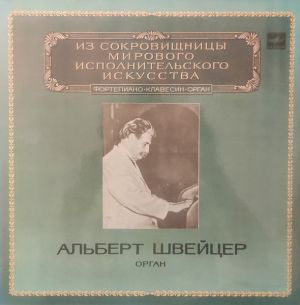 ИЗ СОКРОВИЩНИЦЫ
МИРОВОГО
ИСПОЛНИТЕЛЬСКОГО
ИСКУССТВА
ФОРТЕПИАНО·КЛАВЕСИН·ОРГАН
АЛЬБЕРТ ШВЕЙЦЕР
ОРГАН